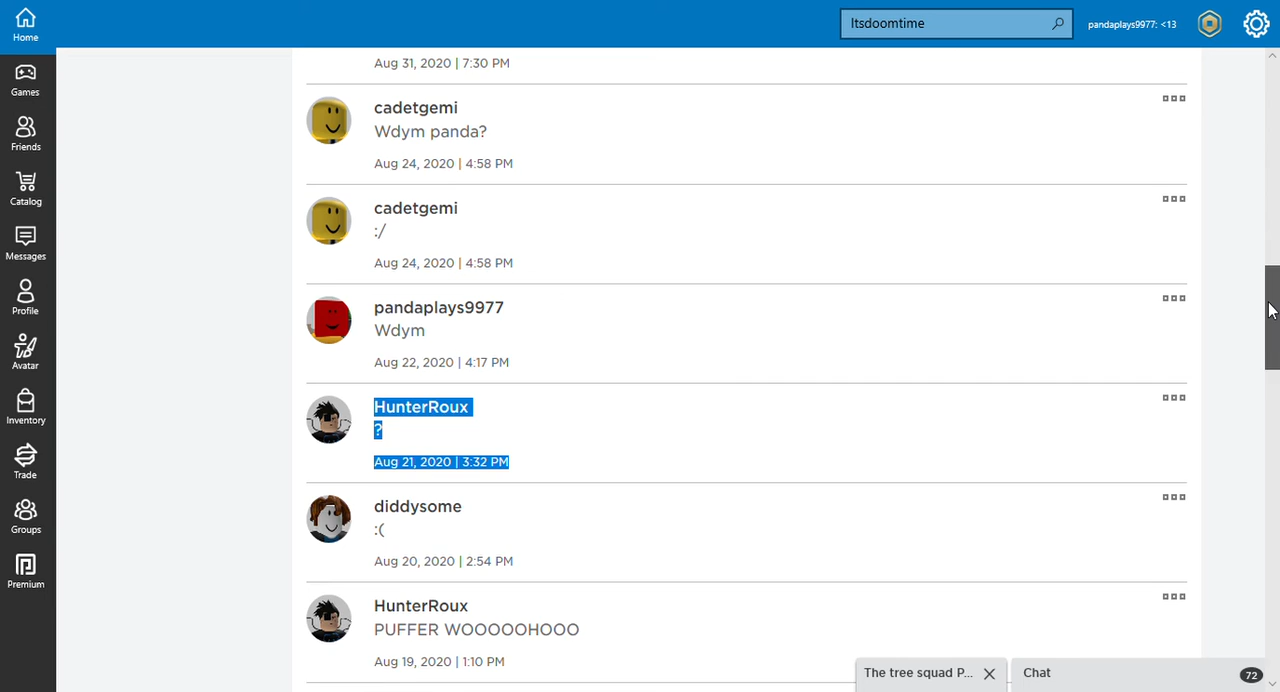 Home
Itsdoomtime
pandaplays9977: <13
Games
Friends
Catalog
Messages
Profile
Avatar
Inventory
Trade
Groups
Premium
Aug 31, 2020 | 7:30 PM
cadetgemi
Wdym panda?
Aug 24, 2020 | 4:58 PM
cadetgemi
:/
Aug 24, 2020 | 4:58 PM
pandaplays9977
Wdym
Aug 22, 2020 | 4:17 PM
HunterRoux
?
Aug 21, 2020 | 3:32 PM
diddysome
:(
Aug 20, 2020 | 2:54 PM
HunterRoux
PUFFER WOOOOOHOOO
Aug 19, 2020 | 1:10 PM
The tree squad P...
Chat
72